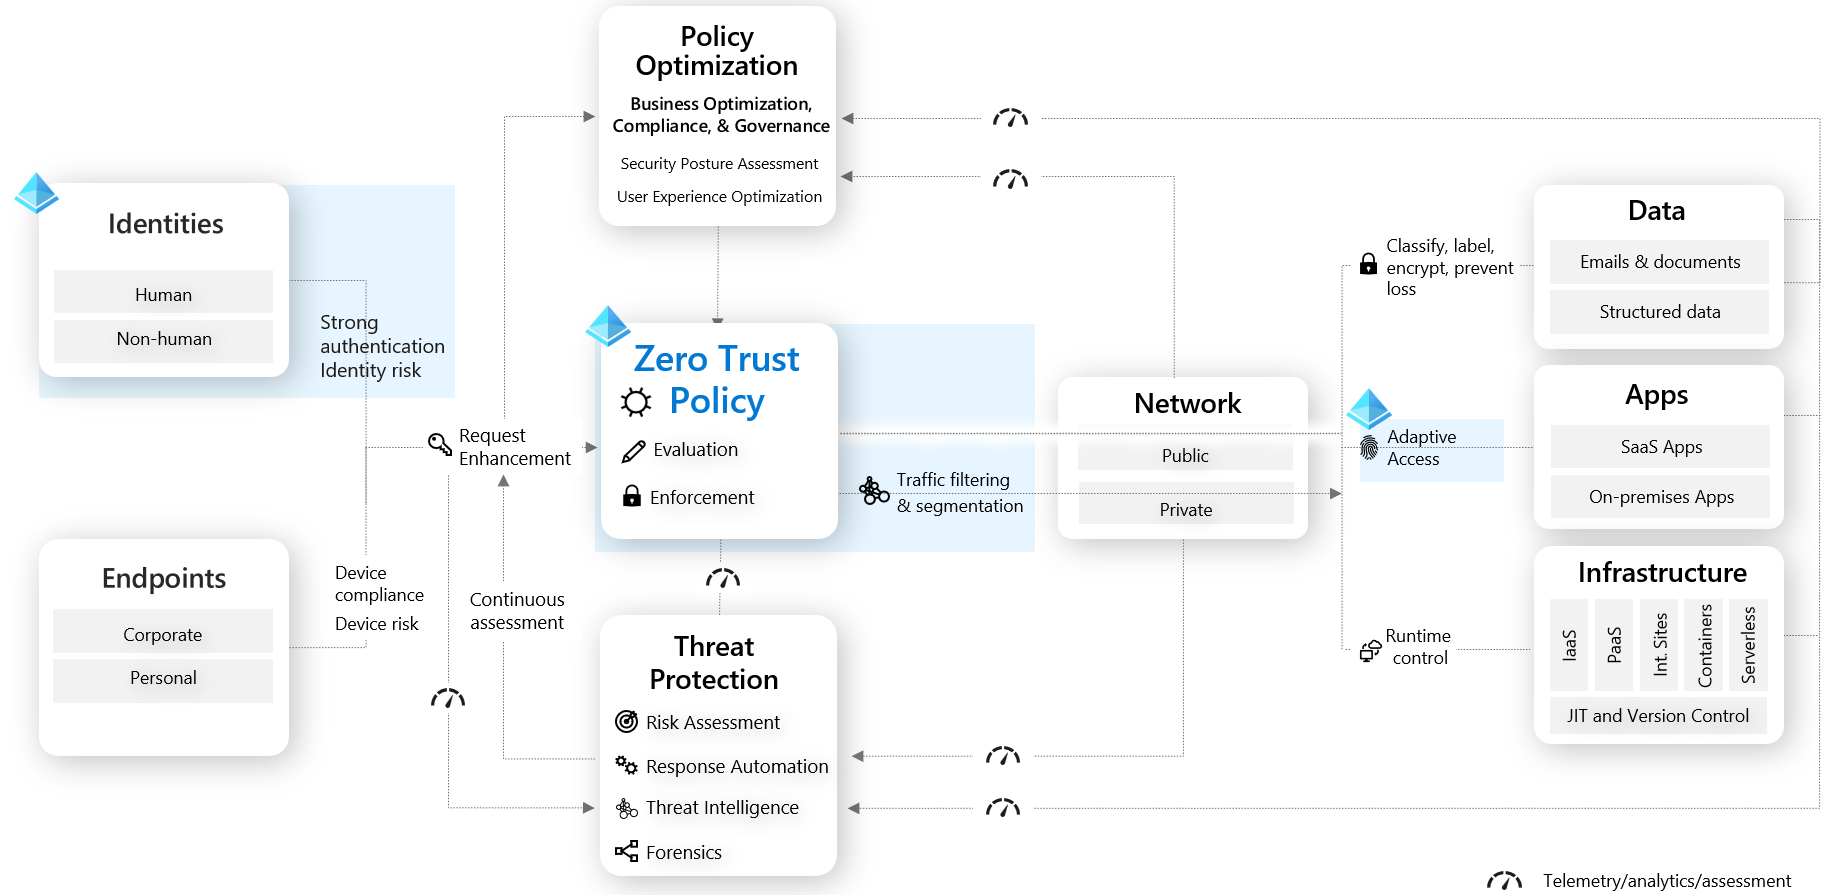 Policy
Optimization
Business Optimization,
Compliance, & Governance
Security Posture Assessment
User Experience Optimization
Identities
Human
Non-human
Strong
authentication
Identity risk
Endpoints
Corporate
Personal
Device
compliance
Device risk
Request
Enhancement
Continuous
assessment
Zero Trust
Policy
Evaluation
Enforcement
Traffic filtering
& segmentation
Threat
Protection
Risk Assessment
Response Automation
Threat Intelligence
Forensics
Network
Public
Private
Classify, label,
encrypt, prevent
loss
Adaptive
Access
Runtime
control
Data
Emails & documents
Structured data
Apps
SaaS Apps
On-premises Apps
Infrastructure
IaaS
PaaS
Int. Sites
Containers
Serverless
JIT and Version Control
Telemetry/analytics/assessment